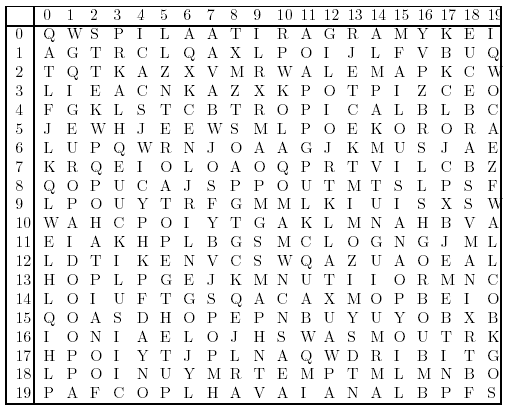 0 1 2 3 4 5 6 7 8 9 10 11 12 13 14 15 16 17 18 19
0 Q W S P I L A A T I R A G R A M Y K E I
1 A G T R C L Q A X L P O I J L F V B U Q
2 T Q T K A Z X V M R W A L E M A P K C W
3 L I E A C N K A Z X K P O T P I Z C E O
4 F G K L S T C B T R O P I C A L B L B C
5 J E W H J E E W S M L P O E K O R O R A
6 L U P Q W R N J O A A G J K M U S J A E
7 K R Q E I O L O A O Q P R T V I L C B Z
8 Q O P U C A J S P P O U T M T S L P S F
9 L P O U Y T R F G M M L K I U I S X S W
10 W A H C P O I Y T G A K L M N A H B V A
11 E I A K H P L B G S M C L O G N G J M L
12 L D T I K E N V C S W Q A Z U A O E A L
13 H O P L P G E J K M N U T I I O R M N C
14 L O I U F T G S Q A C A X M O P B E I O
15 Q O A S D H O P E P N B U Y U Y O B X B
16 I O N I A E L O J H S W A S M O U T R K
17 H P O I Y T J P L N A Q W D R I B I T G
18 L P O I N U Y M R T E M P T M L M N B O
19 P A F C O P L H A V A I A N A L B P F S